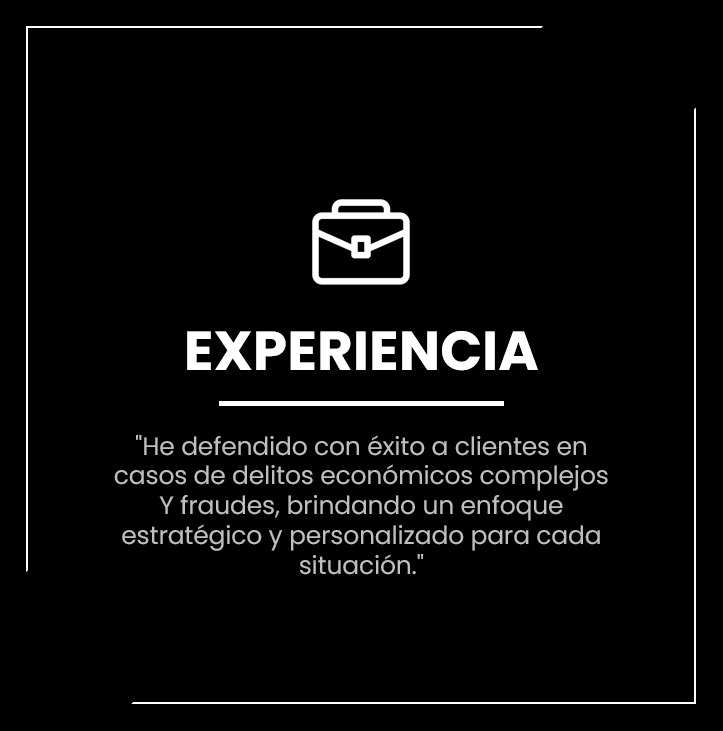 EXPERIENCIA
"He defendido con éxito a clientes en
casos de delitos económicos complejos
Y fraudes, brindando un enfoque
estratégico y personalizado para cada
situación."